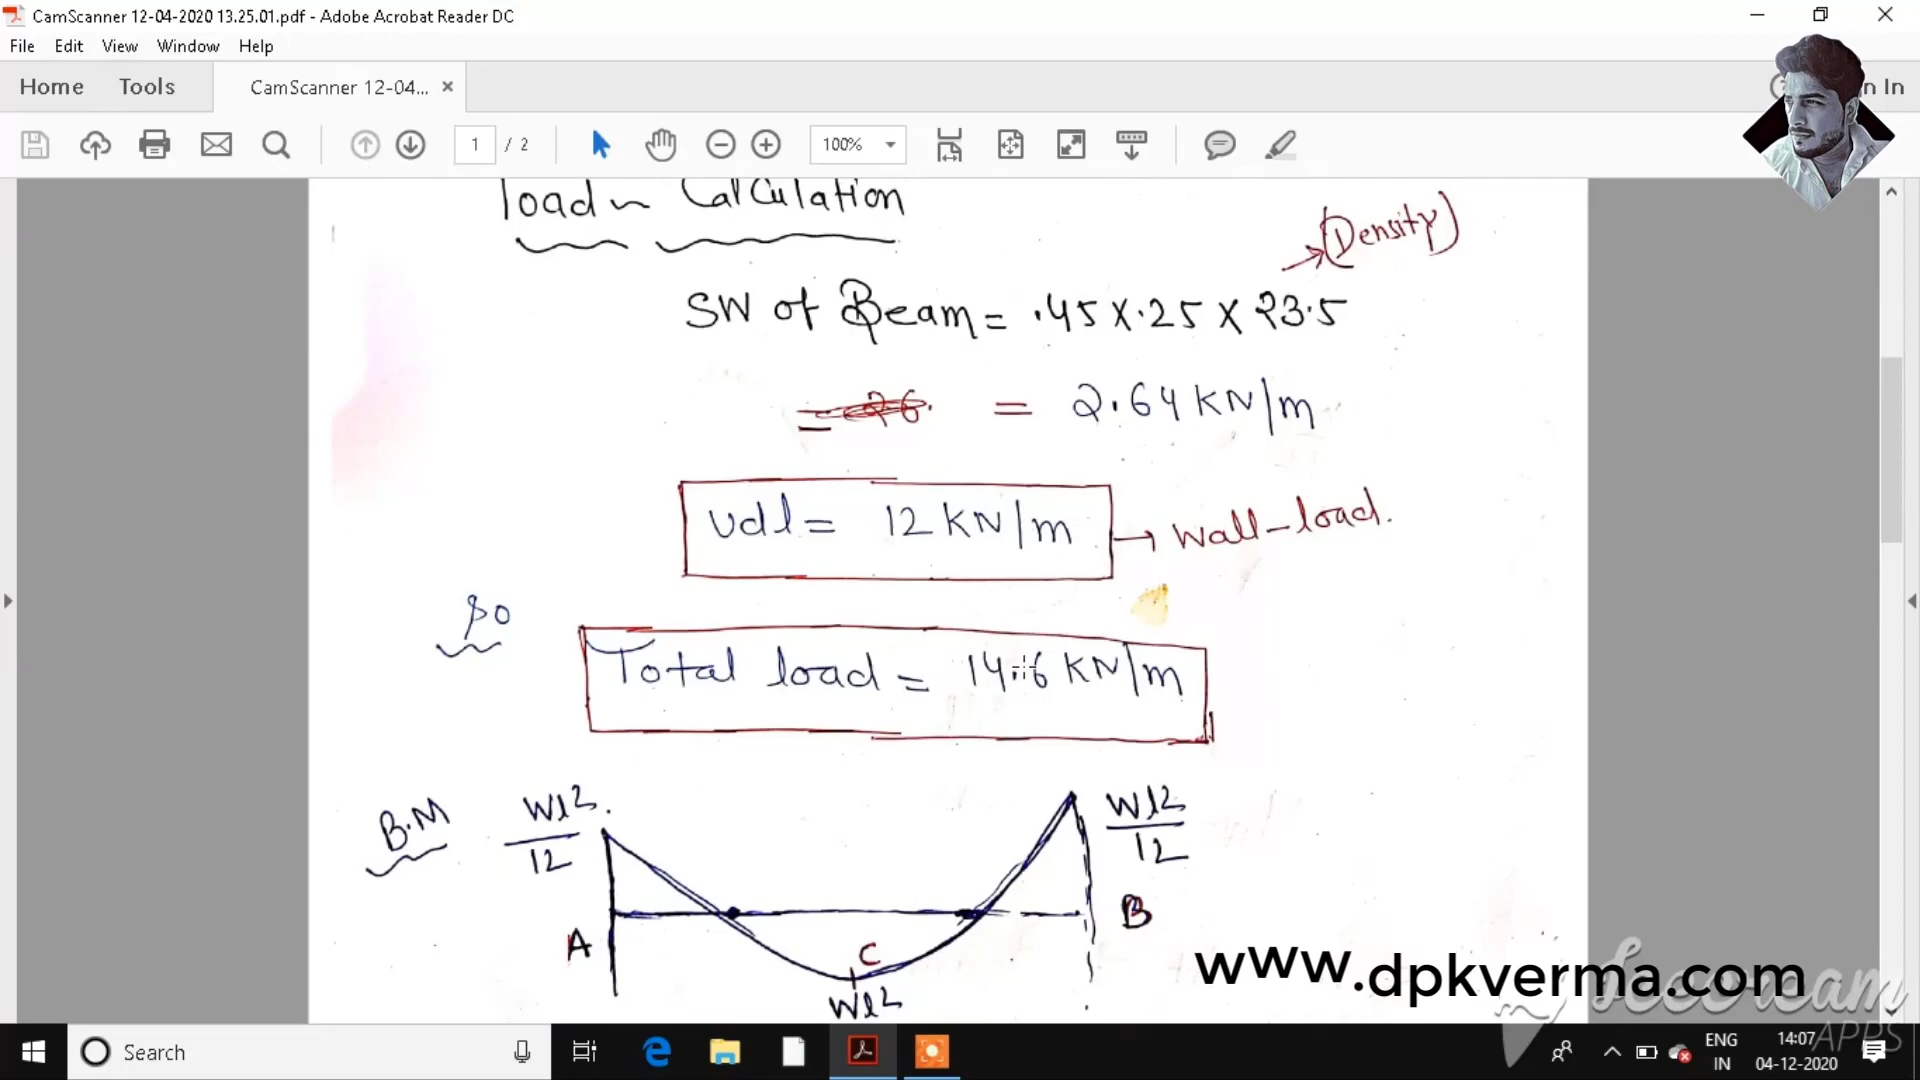 CamScanner 12-04-2020 13.25.01.pdf - Adobe Acrobat Reader DC
File Edit View Window Help
Home Tools CamScanner 12-04... × n In
1 / 2 100%
load Calculation
(Density)
SW of Beam = .45 X .25 X 23.5
= 2.64 KN/m
Udl = 12 KN/m → Wall-load.
So
Total load = 14.6 KN/m
B.M Wl2 Wl2
12 12
A B
C
Wl2
www.dpkverma.com
APPS
Search
ENG 14:07
IN 04-12-2020